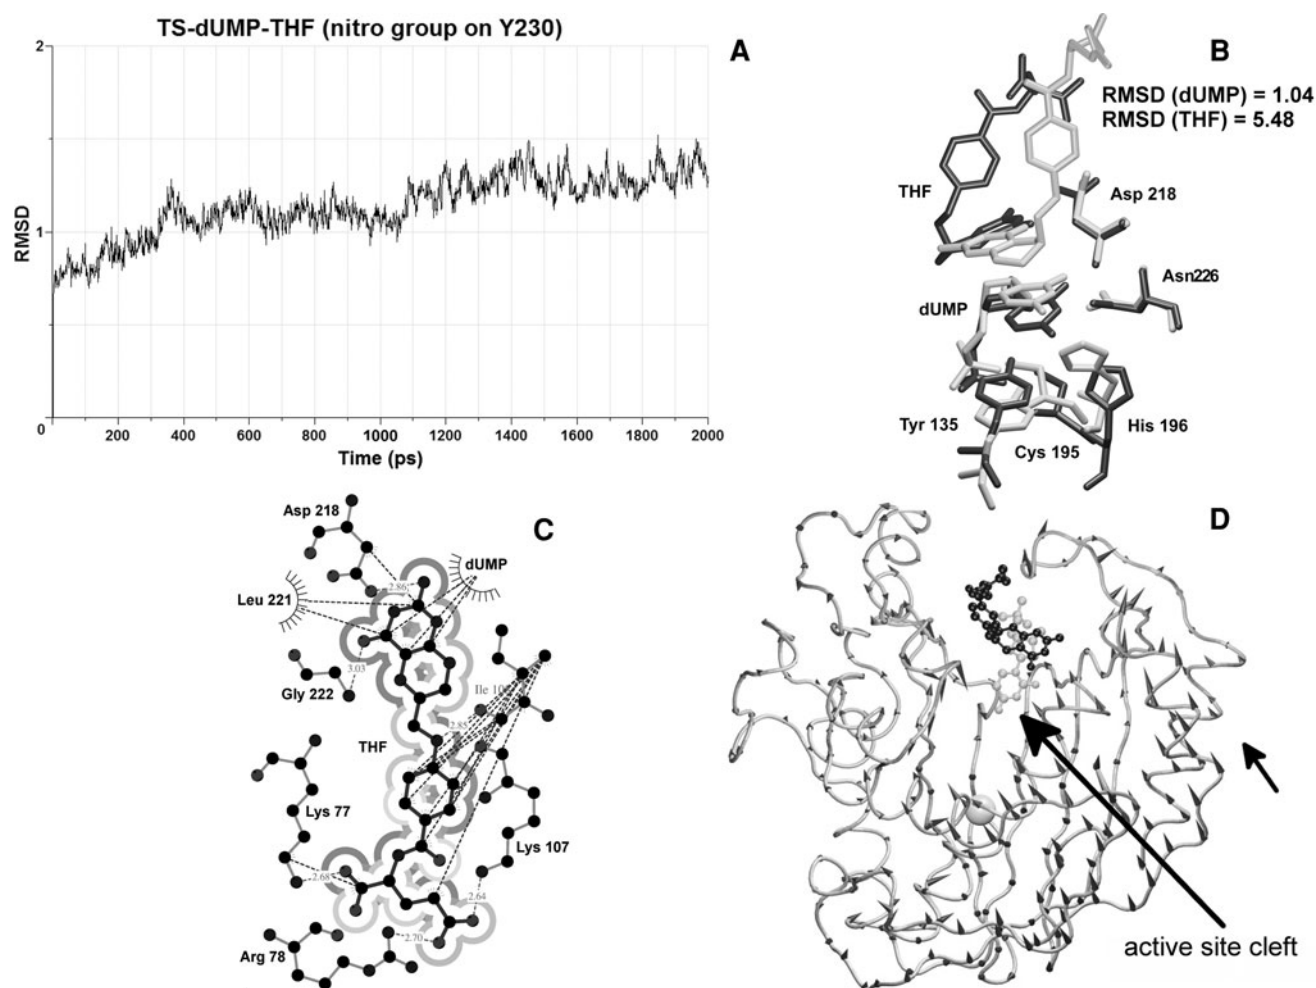 TS-dUMP-THF (nitro group on Y230)
A
2
1
0
RMSD
200
400
600
800
1000
1200
1400
1600
1800
2000
Time (ps)
B
RMSD (dUMP) = 1.04
RMSD (THF) = 5.48
THF
Asp 218
Asn226
dUMP
Tyr 135
His 196
Cys 195
C
Asp 218
dUMP
2.86
Leu 221
3.03
Gly 222
Ile 10
2.85
THF
Lys 77
Lys 107
2.68
2.64
2.70
Arg 78
D
active site cleft